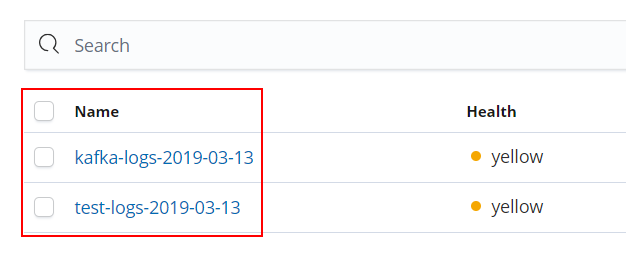 Search
Name Health
kafka-logs-2019-03-13 yellow
test-logs-2019-03-13 yellow